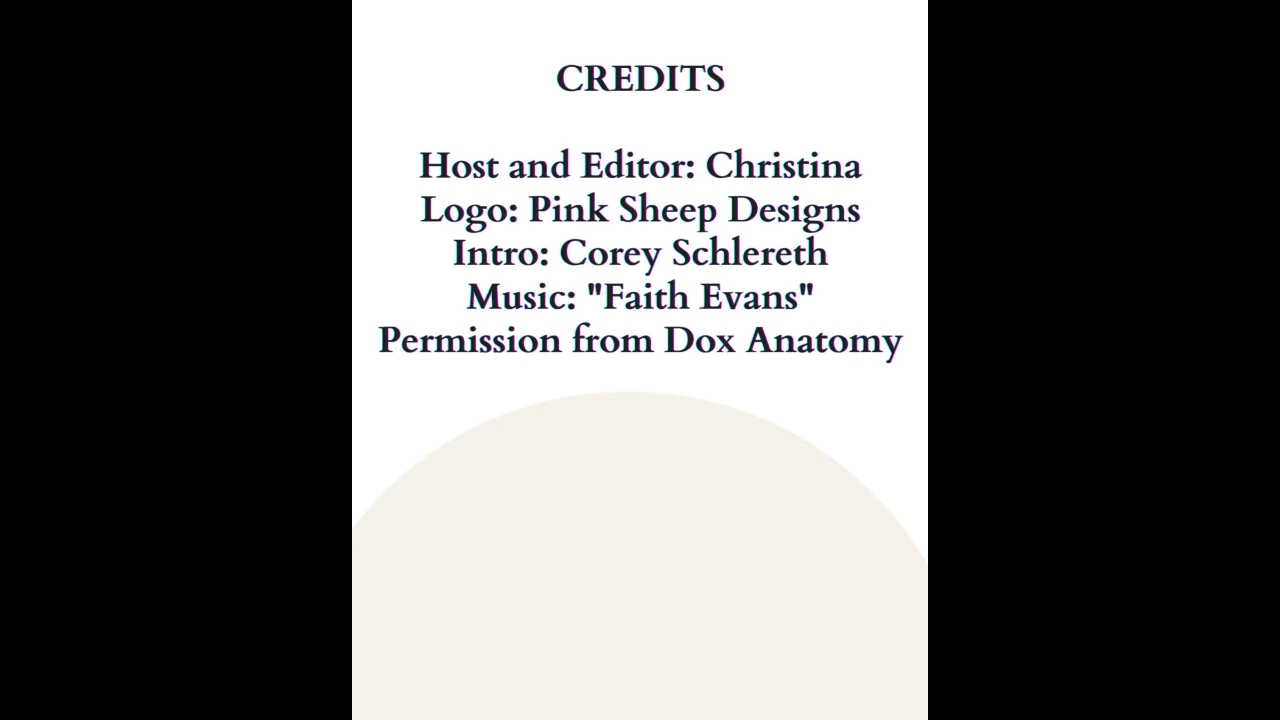 CREDITS
Host and Editor: Christina
Logo: Pink Sheep Designs
Intro: Corey Schlereth
Music: "Faith Evans"
Permission from Dox Anatomy